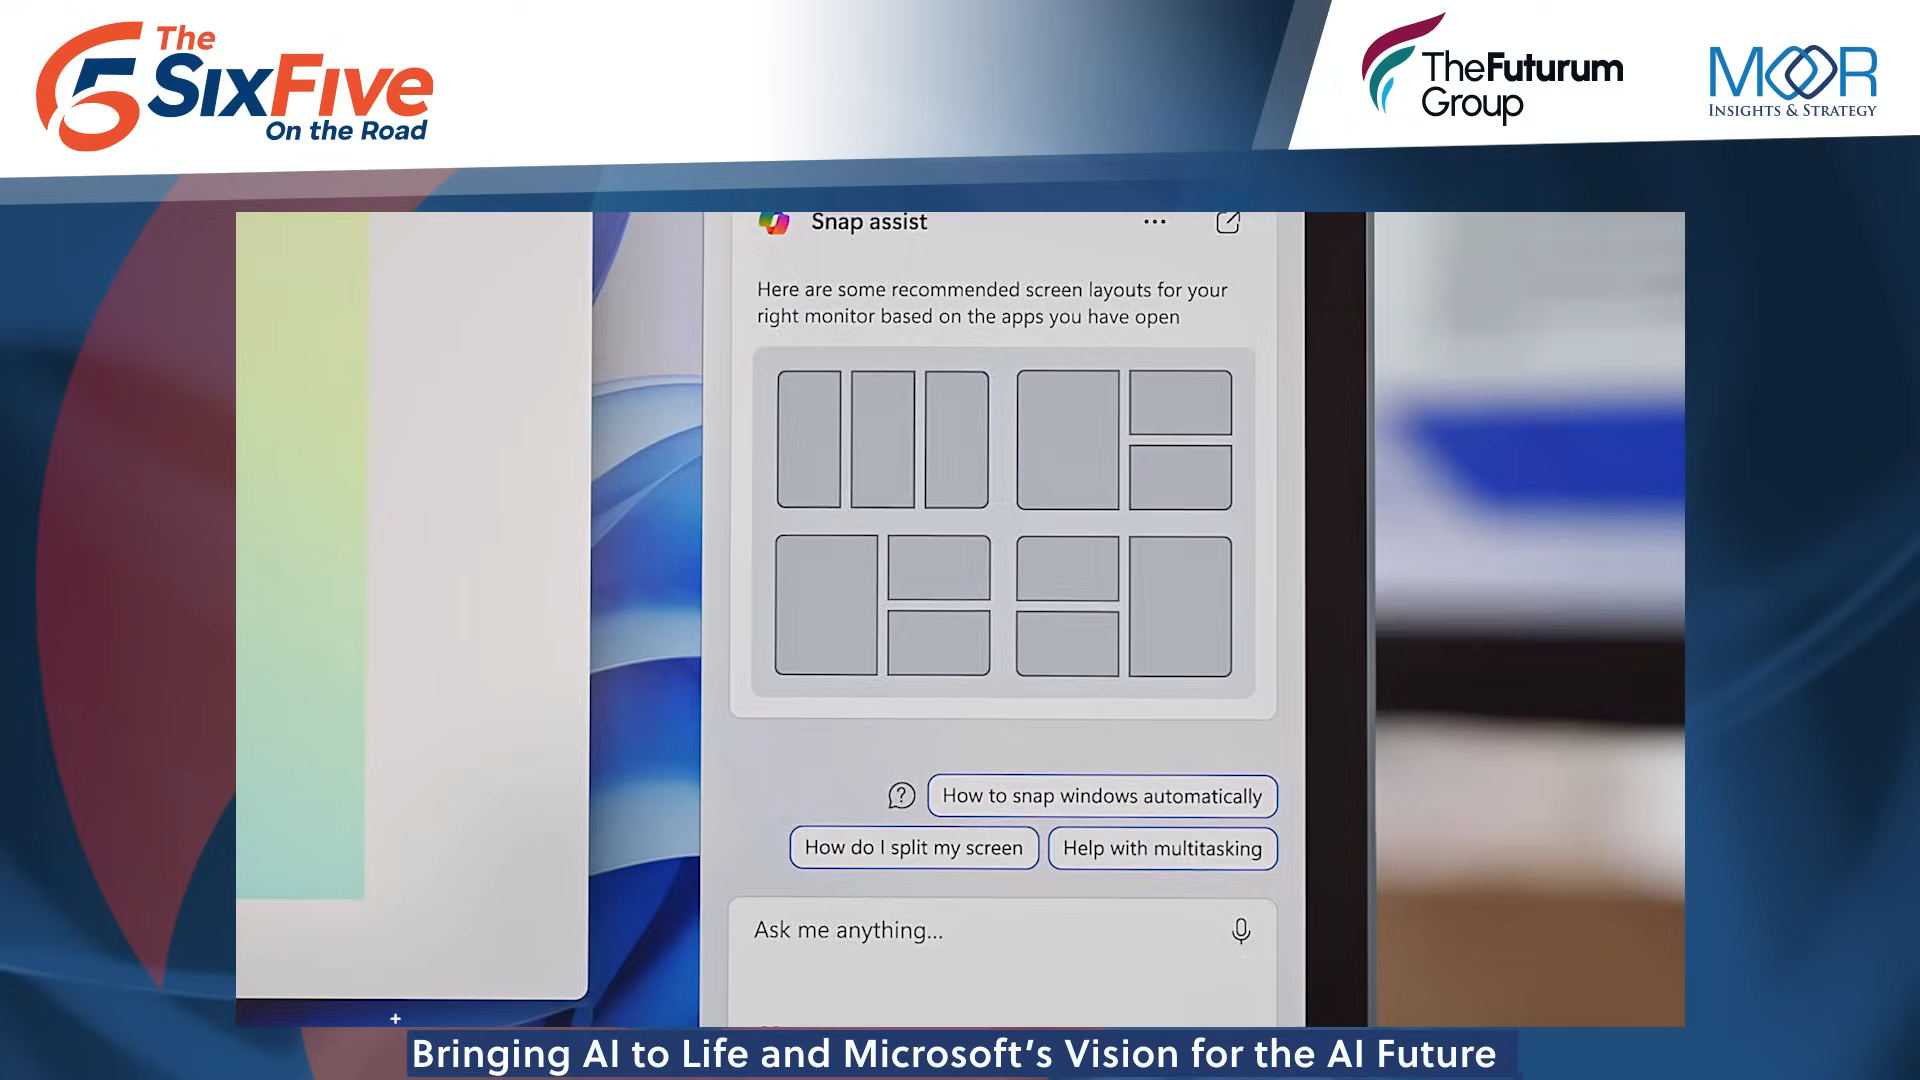 The
SixFive
On the Road
TheFuturum
Group
MOOR
INSIGHTS & STRATEGY
Snap assist
Here are some recommended screen layouts for your
right monitor based on the apps you have open
How to snap windows automatically
How do I split my screen
Help with multitasking
Ask me anything...
Bringing AI to Life and Microsoft's Vision for the AI Future